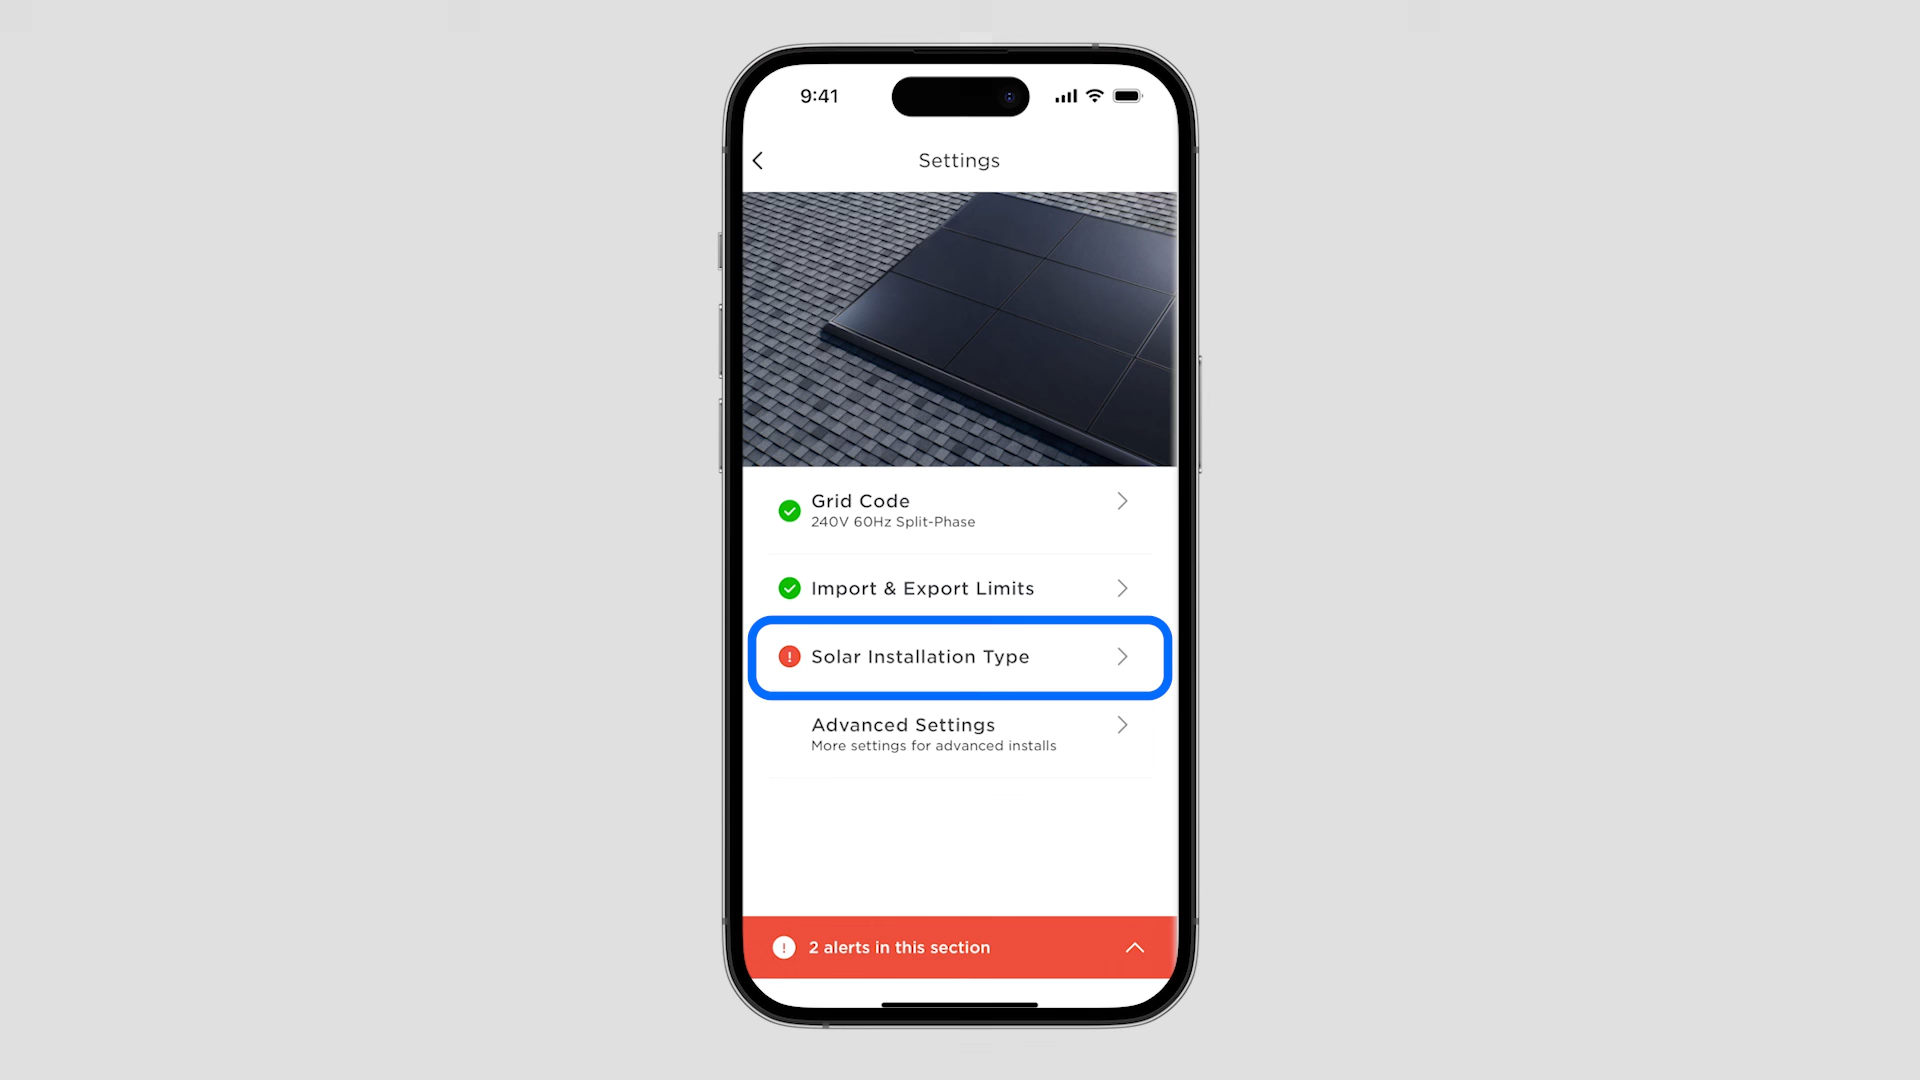 9:41
Settings
Grid Code
240V 60Hz Split-Phase
Import & Export Limits
Solar Installation Type
Advanced Settings
More settings for advanced installs
2 alerts in this section